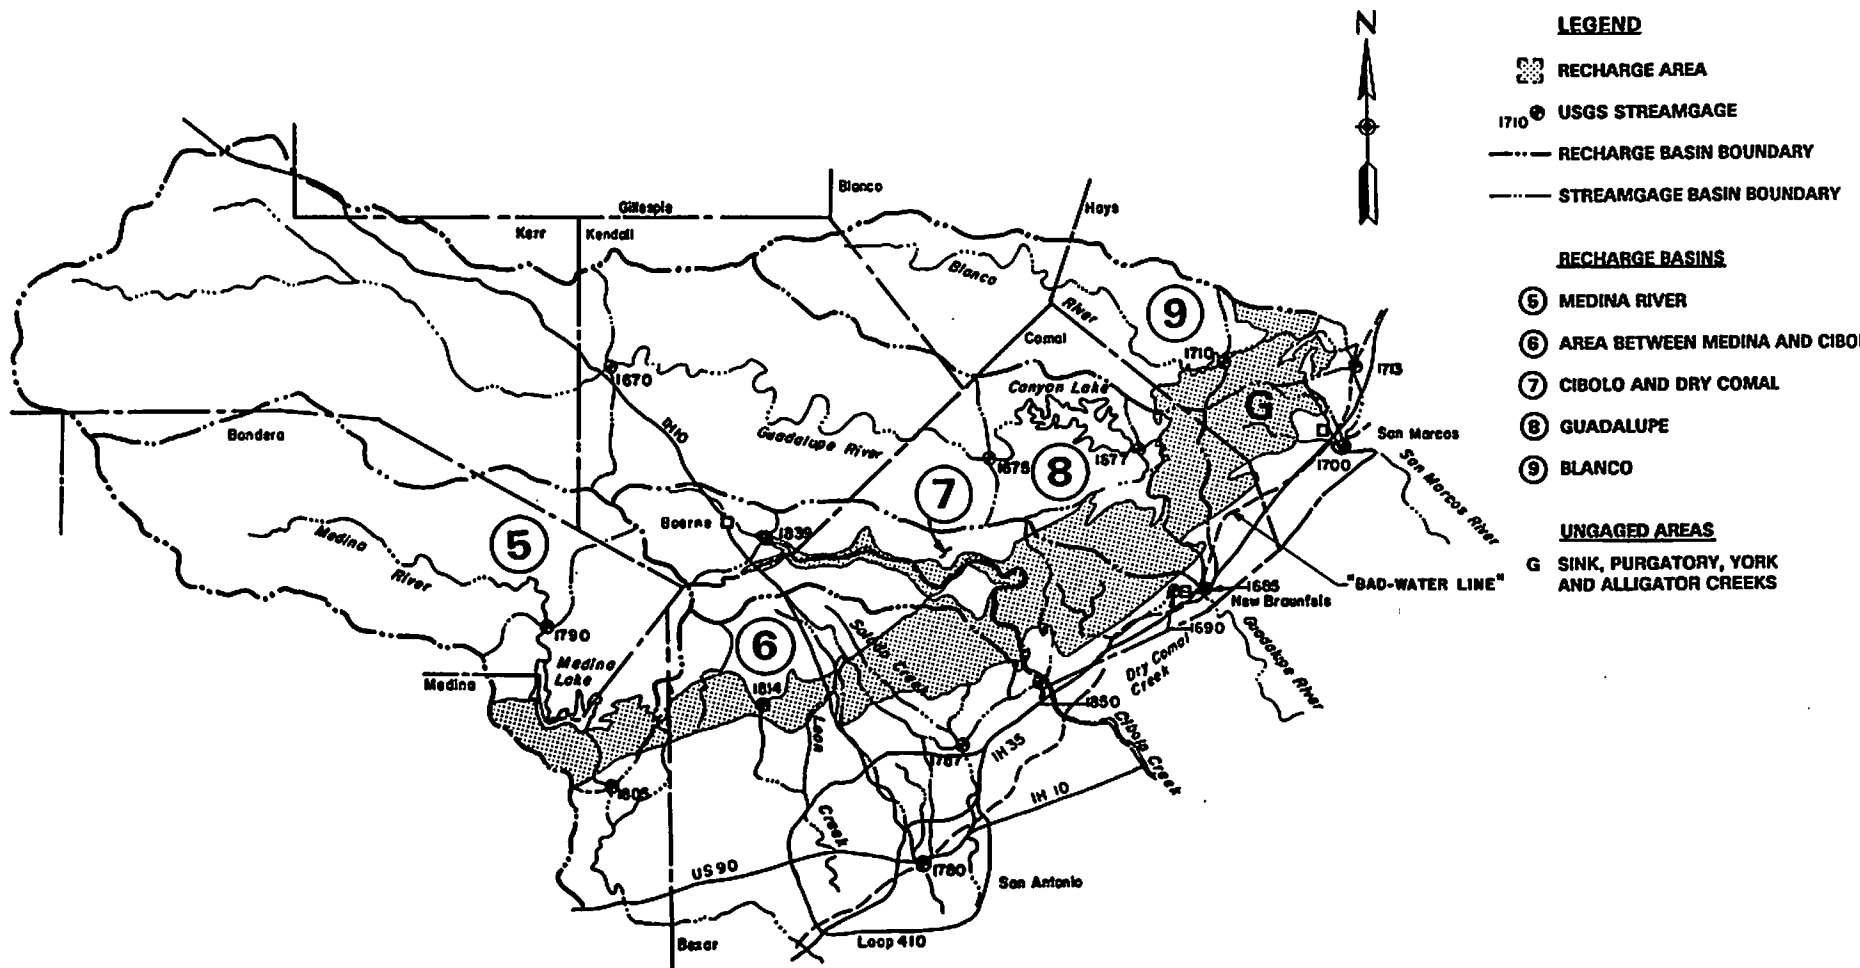 N
LEGEND
RECHARGE AREA
1710 USGS STREAMGAGE
RECHARGE BASIN BOUNDARY
STREAMGAGE BASIN BOUNDARY
RECHARGE BASINS
5 MEDINA RIVER
6 AREA BETWEEN MEDINA AND CIBOL
7 CIBOLO AND DRY COMAL
8 GUADALUPE
9 BLANCO
UNGAGED AREAS
G SINK, PURGATORY, YORK
AND ALLIGATOR CREEKS
Blanco
Gillespie
Hays
Kerr
Kendall
Blanco
River
9
Comal
1710
1713
1670
Canyon Lake
G
IH10
Bandera
Guadalupe River
San Marcos
1675
1677
8
1700
San Marcos River
7
Boerne
1839
5
Medina
River
"BAD-WATER LINE"
1685
New Braunfels
1690
1790
6
Salado Creek
Medina
Lake
Medina
Dry Comal
Creek
Guadalupe River
1814
1850
Leon
Creek
Cibolo Creek
1787
IH 35
1805
IH 10
US 90
1780
San Antonio
Loop 410
Bexar